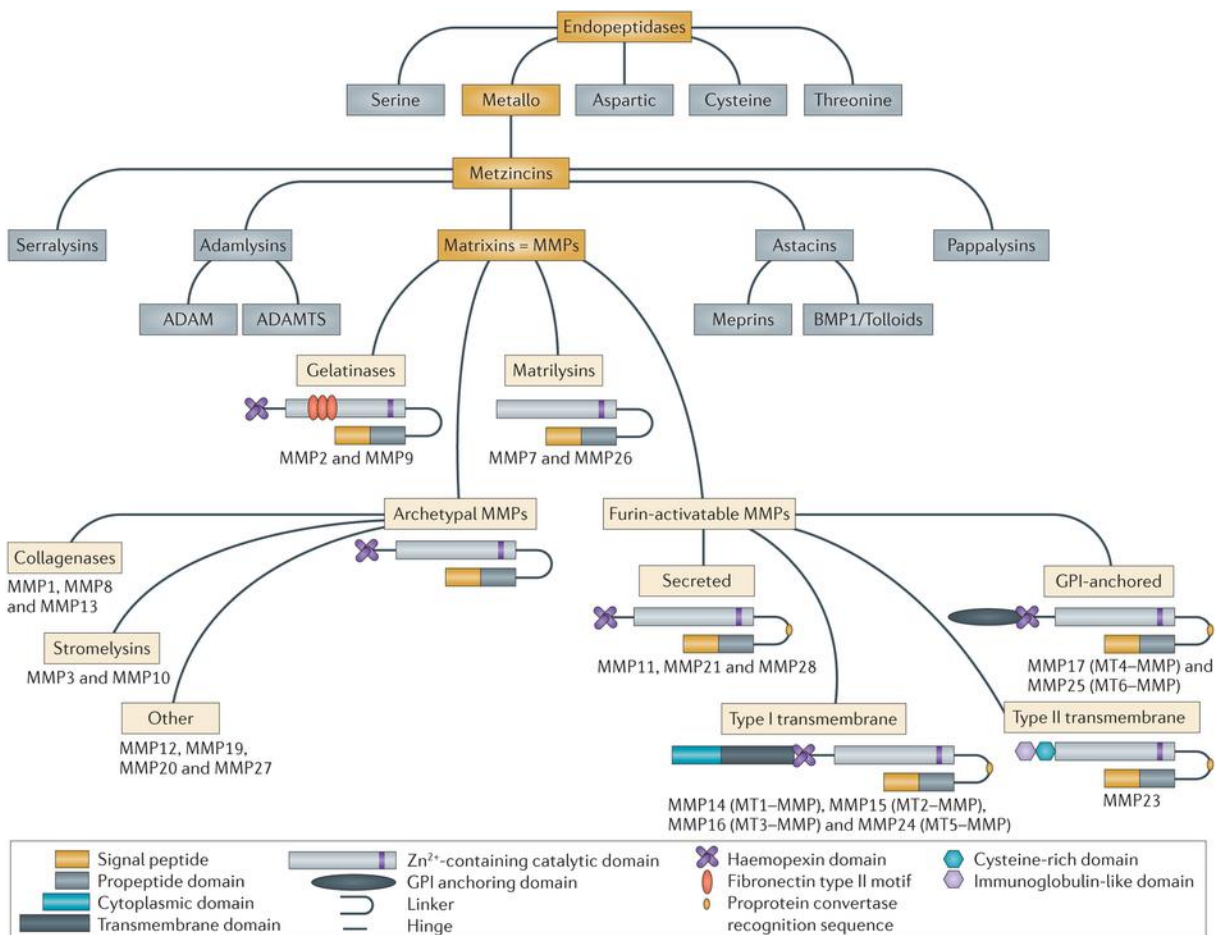 Endopeptidases
Serine
Metallo
Aspartic
Cysteine
Threonine
Metzincins
Serralysins
Adamlysins
Matrixins = MMPs
Astacins
Pappalysins
ADAM
ADAMTS
Meprins
BMP1/Tolloids
Gelatinases
MMP2 and MMP9
Matrilysins
MMP7 and MMP26
Archetypal MMPs
Furin-activatable MMPs
Collagenases
MMP1, MMP8
and MMP13
Stromelysins
MMP3 and MMP10
Other
MMP12, MMP19,
MMP20 and MMP27
Secreted
MMP11, MMP21 and MMP28
GPI-anchored
MMP17 (MT4–MMP) and
MMP25 (MT6–MMP)
Type I transmembrane
MMP14 (MT1–MMP), MMP15 (MT2–MMP),
MMP16 (MT3–MMP) and MMP24 (MT5–MMP)
Type II transmembrane
MMP23
Signal peptide
Propeptide domain
Cytoplasmic domain
Transmembrane domain
Zn²⁺-containing catalytic domain
GPI anchoring domain
Linker
Hinge
Haemopexin domain
Fibronectin type II motif
Proprotein convertase
recognition sequence
Cysteine-rich domain
Immunoglobulin-like domain